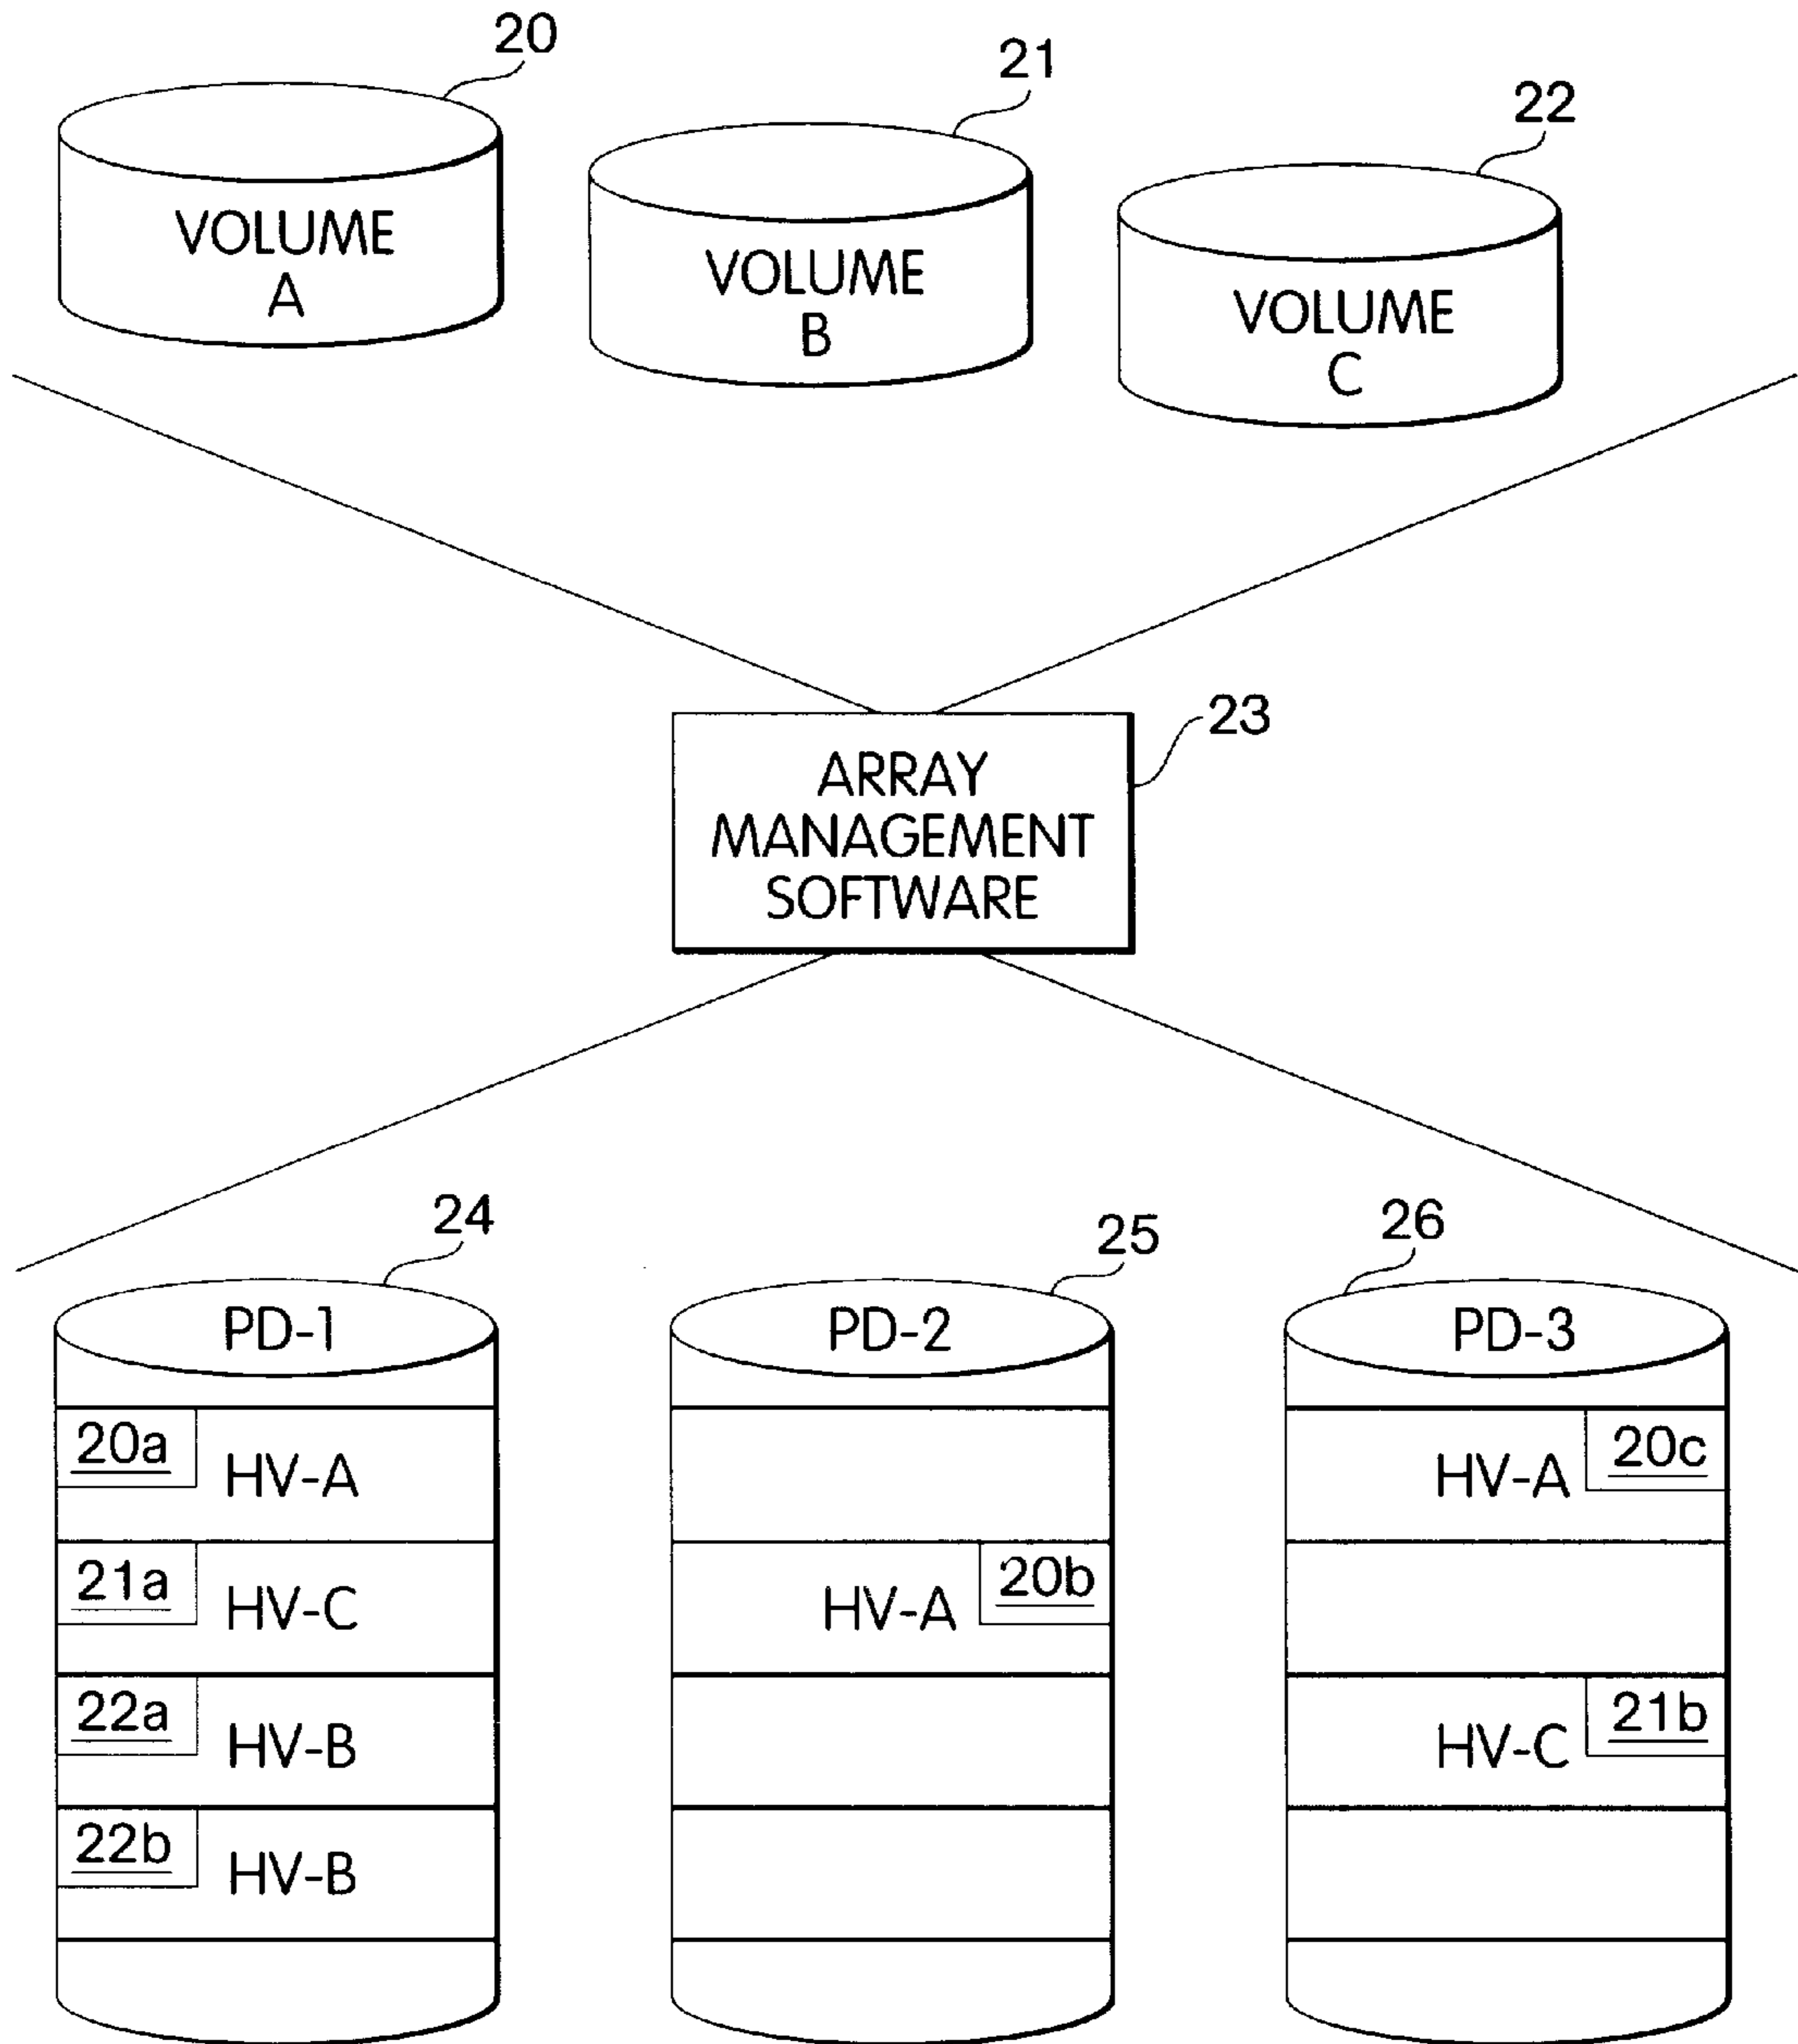 20
21
22
VOLUME
A
VOLUME
B
VOLUME
C
23
ARRAY
MANAGEMENT
SOFTWARE
24
25
26
PD-1
PD-2
PD-3
20a
HV-A
HV-A
20c
21a
HV-C
HV-A
20b
22a
HV-B
HV-C
21b
22b
HV-B